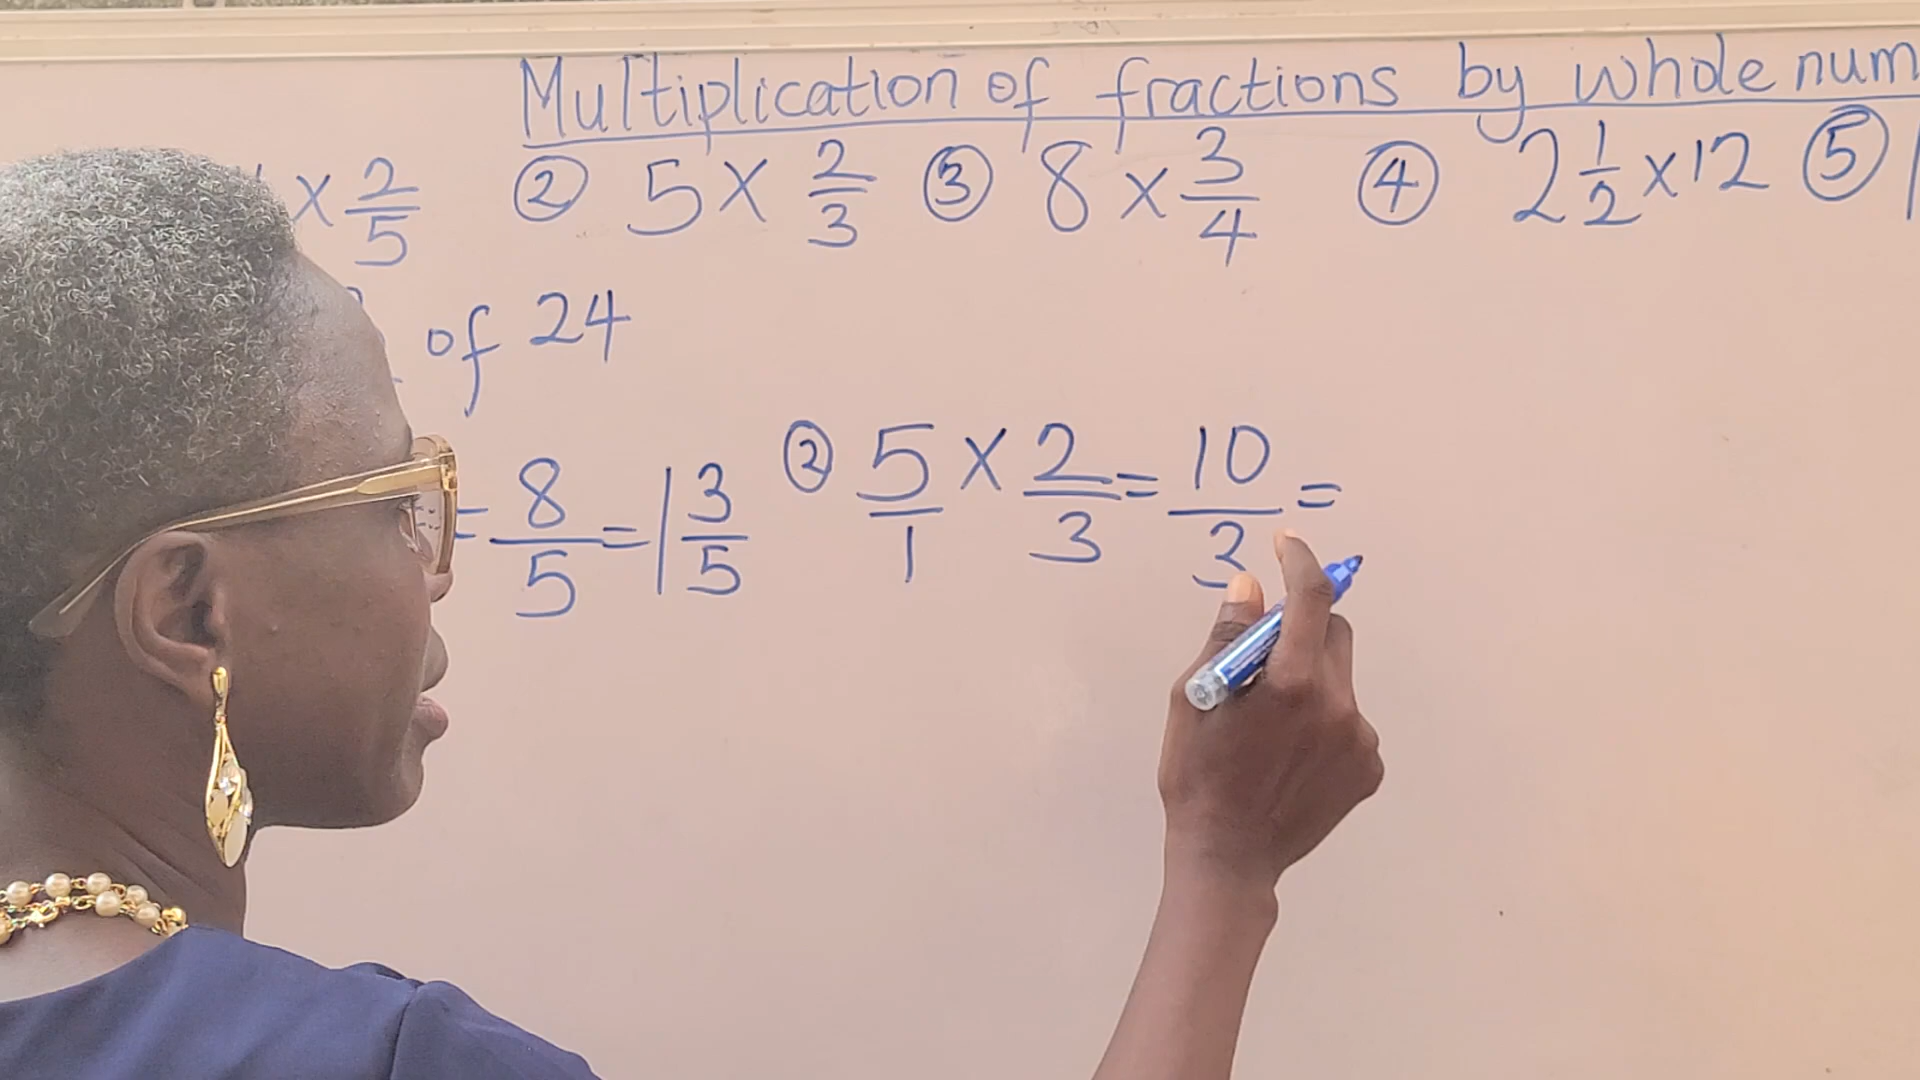 Multiplication of fractions by whole num
× 2/5 ② 5 × 2/3 ③ 8 × 3/4 ④ 2 1/2 × 12 ⑤
of 24
= 8/5 = 1 3/5 ② 5/1 × 2/3 = 10/3 =